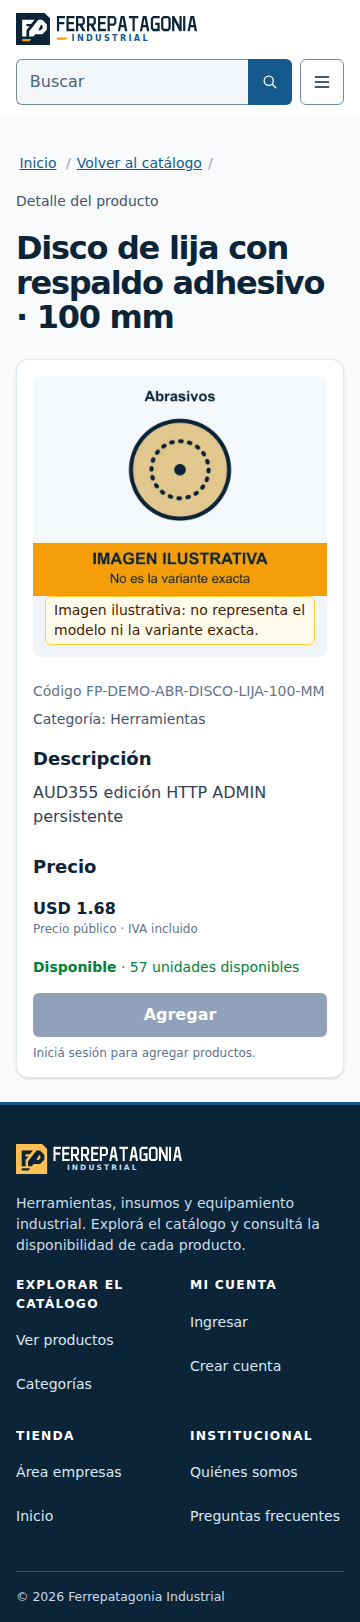 FERREPATAGONIA
INDUSTRIAL
Buscar
Inicio / Volver al catálogo /
Detalle del producto
Disco de lija con
respaldo adhesivo
· 100 mm
Abrasivos
IMAGEN ILUSTRATIVA
No es la variante exacta
Imagen ilustrativa: no representa el
modelo ni la variante exacta.
Código FP-DEMO-ABR-DISCO-LIJA-100-MM
Categoría: Herramientas
Descripción
AUD355 edición HTTP ADMIN
persistente
Precio
USD 1.68
Precio público · IVA incluido
Disponible · 57 unidades disponibles
Agregar
Iniciá sesión para agregar productos.
FERREPATAGONIA
INDUSTRIAL
Herramientas, insumos y equipamiento
industrial. Explorá el catálogo y consultá la
disponibilidad de cada producto.
EXPLORAR EL
CATÁLOGO
Ver productos
Categorías
MI CUENTA
Ingresar
Crear cuenta
TIENDA
Área empresas
Inicio
INSTITUCIONAL
Quiénes somos
Preguntas frecuentes
© 2026 Ferrepatagonia Industrial